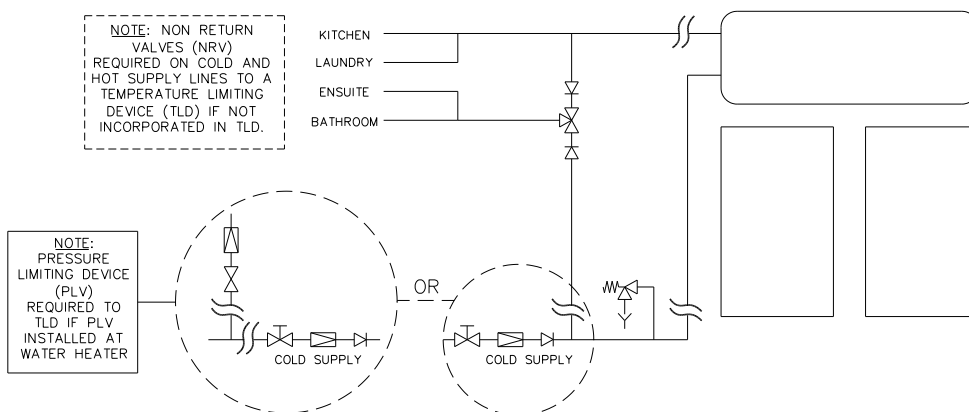 NOTE: NON RETURN
VALVES (NRV)
REQUIRED ON COLD AND
HOT SUPPLY LINES TO A
TEMPERATURE LIMITING
DEVICE (TLD) IF NOT
INCORPORATED IN TLD.
KITCHEN
LAUNDRY
ENSUITE
BATHROOM
NOTE:
PRESSURE
LIMITING DEVICE
(PLV)
REQUIRED TO
TLD IF PLV
INSTALLED AT
WATER HEATER
OR
COLD SUPPLY
COLD SUPPLY